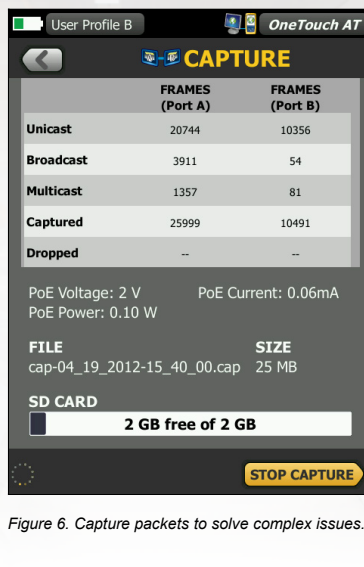 User Profile B OneTouch AT
CAPTURE
FRAMES FRAMES
(Port A) (Port B)
Unicast 20744 10356
Broadcast 3911 54
Multicast 1357 81
Captured 25999 10491
Dropped -- --
PoE Voltage: 2 V PoE Current: 0.06mA
PoE Power: 0.10 W
FILE SIZE
cap-04_19_2012-15_40_00.cap 25 MB
SD CARD
2 GB free of 2 GB
STOP CAPTURE
Figure 6. Capture packets to solve complex issues.